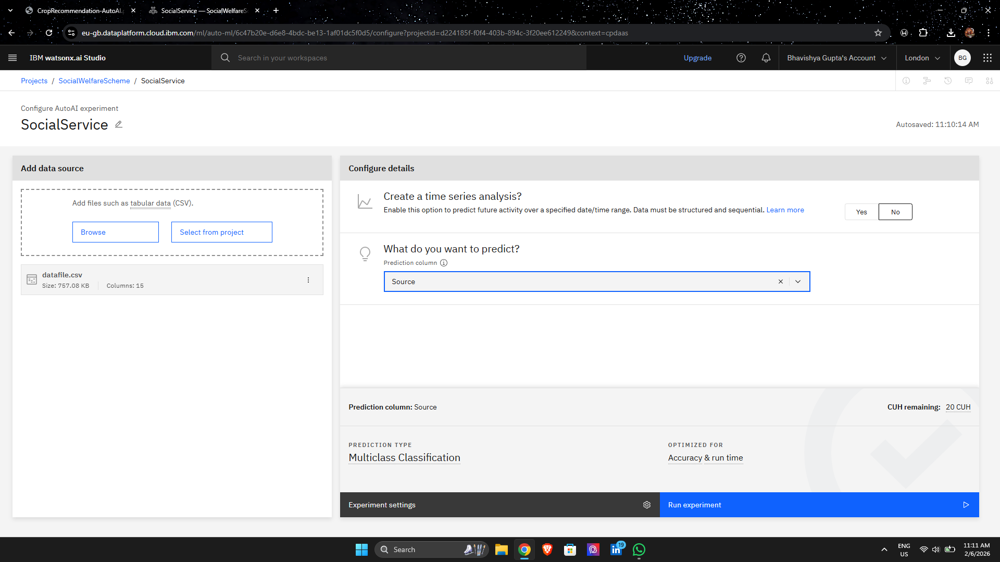 CropRecommendation-AutoAI.
SocialService — SocialWelfareS
eu-gb.dataplatform.cloud.ibm.com/ml/auto-ml/6c47b20e-d6e8-4bdc-be13-1af01dc5f0d5/configure?projectid=d224185f-f0f4-403b-894c-3f20ee612249&context=cpdaas
IBM watsonx.ai Studio
Search in your workspaces
Upgrade
Bhavishya Gupta's Account
London
BG
Projects / SocialWelfareScheme / SocialService
Configure AutoAI experiment
SocialService
Autosaved: 11:10:14 AM
Add data source
Add files such as tabular data (CSV).
Browse
Select from project
datafile.csv
Size: 757.08 KB
Columns: 15
Configure details
Create a time series analysis?
Enable this option to predict future activity over a specified date/time range. Data must be structured and sequential. Learn more
Yes
No
What do you want to predict?
Prediction column
Source
Prediction column: Source
CUH remaining: 20 CUH
PREDICTION TYPE
Multiclass Classification
OPTIMIZED FOR
Accuracy & run time
Experiment settings
Run experiment
Search
19
ENG
US
11:11 AM
2/6/2026